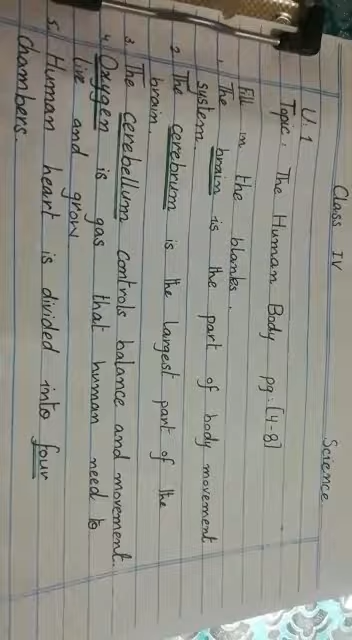 Class IV Science
U:1
Topic: The Human Body pg:[4-8]
Fill in the blanks.
1. The brain is the part of body movement
system.
2. The cerebrum is the largest part of the
brain.
3. The cerebellum controls balance and movement.
4. Oxygen is gas that human need to
live and grow.
5. Human heart is divided into four
chambers.